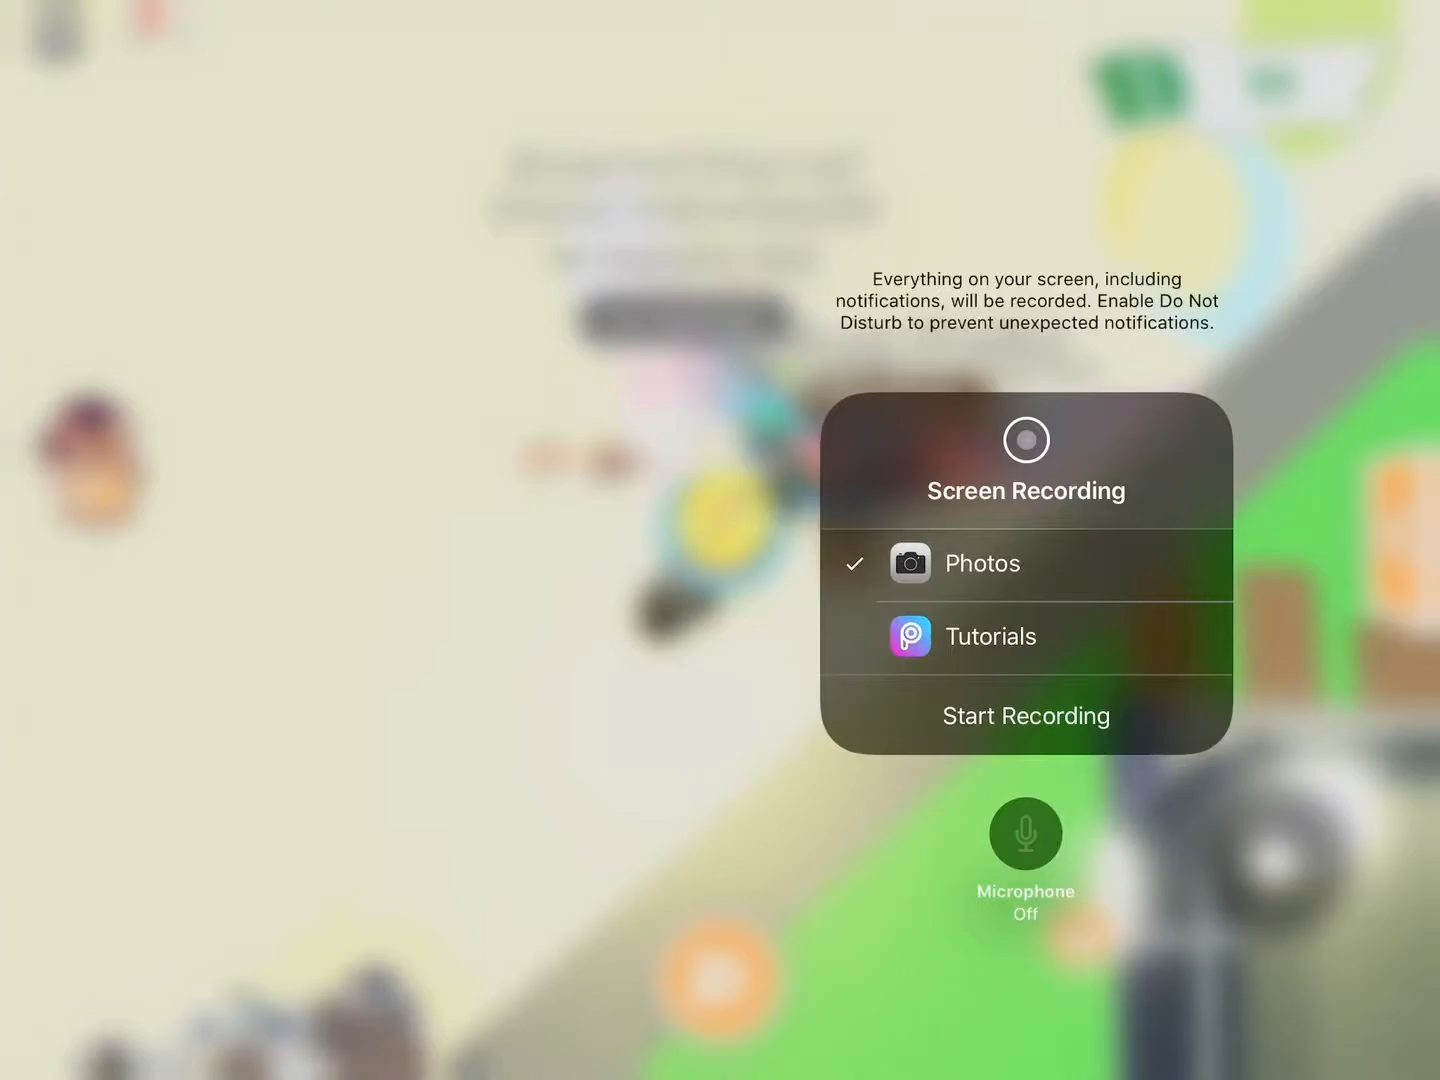 Everything on your screen, including
notifications, will be recorded. Enable Do Not
Disturb to prevent unexpected notifications.
Screen Recording
Photos
Tutorials
Start Recording
Microphone
Off